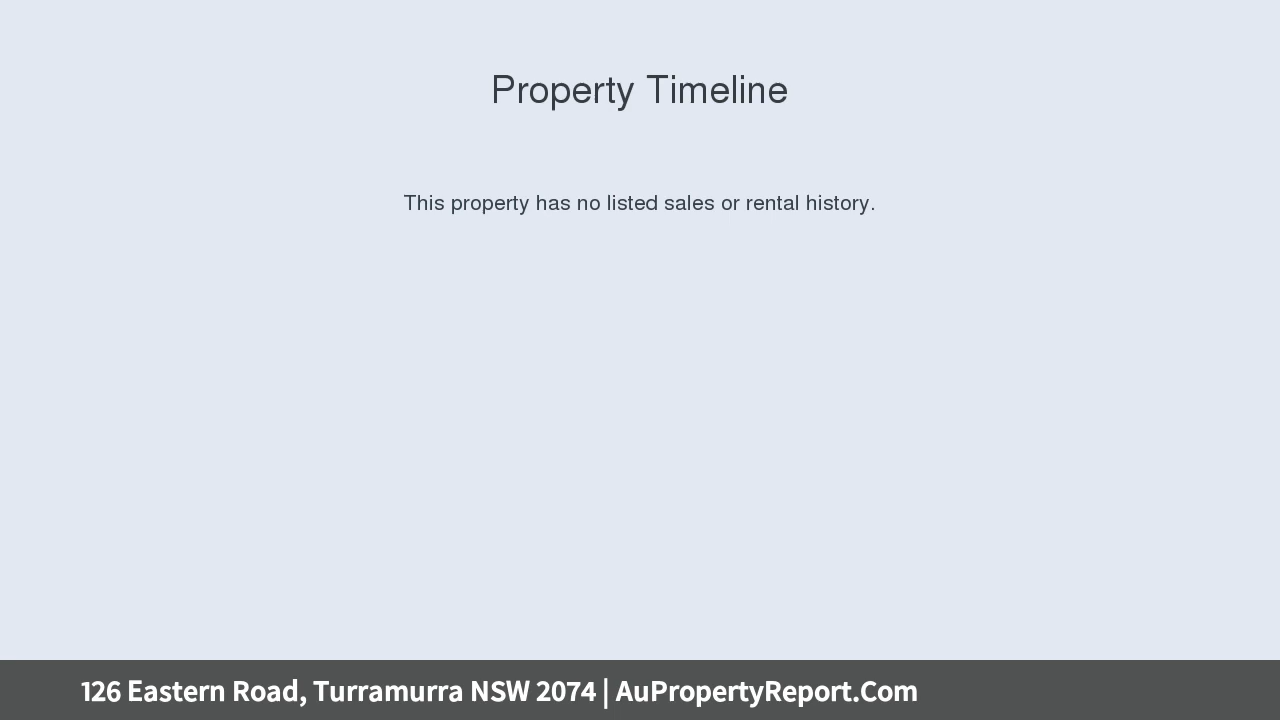 Property Timeline
This property has no listed sales or rental history.
126 Eastern Road, Turramurra NSW 2074 | AuPropertyReport.Com